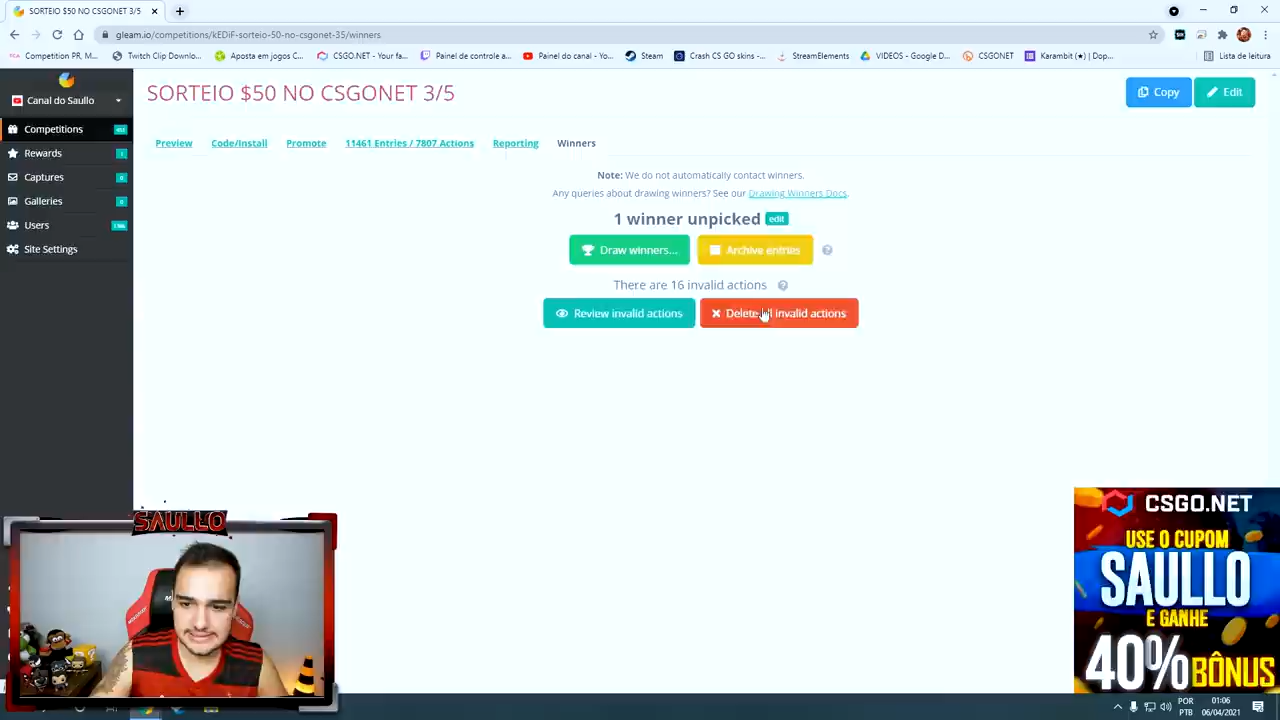 SORTEIO $50 NO CSGONET 3/5
gleam.io/competitions/kEDiF-sorteio-50-no-csgonet-35/winners
Competition PR, M...
Twitch Clip Downlo...
Aposta em jogos C...
CSGO.NET - Your fa...
Painel de controle a...
Painel do canal - Yo...
Steam
Crash CS GO skins -...
StreamElements
VIDEOS - Google D...
CSGONET
Karambit (★) | Dop...
Lista de leitura
Canal do Saullo
SORTEIO $50 NO CSGONET 3/5
Copy
Edit
Competitions
Rewards 1
Captures 0
Galleries 0
Users
Site Settings
Preview
Code/Install
Promote
11461 Entries / 7807 Actions
Reporting
Winners
Note: We do not automatically contact winners.
Any queries about drawing winners? See our Drawing Winners Docs.
1 winner unpicked edit
Draw winners...
Archive entries
There are 16 invalid actions
Review invalid actions
Delete all invalid actions
SAULLO
CSGO.NET
USE O CUPOM
SAULLO
E GANHE
40% BÔNUS
POR
PTB
01:06
06/04/2021